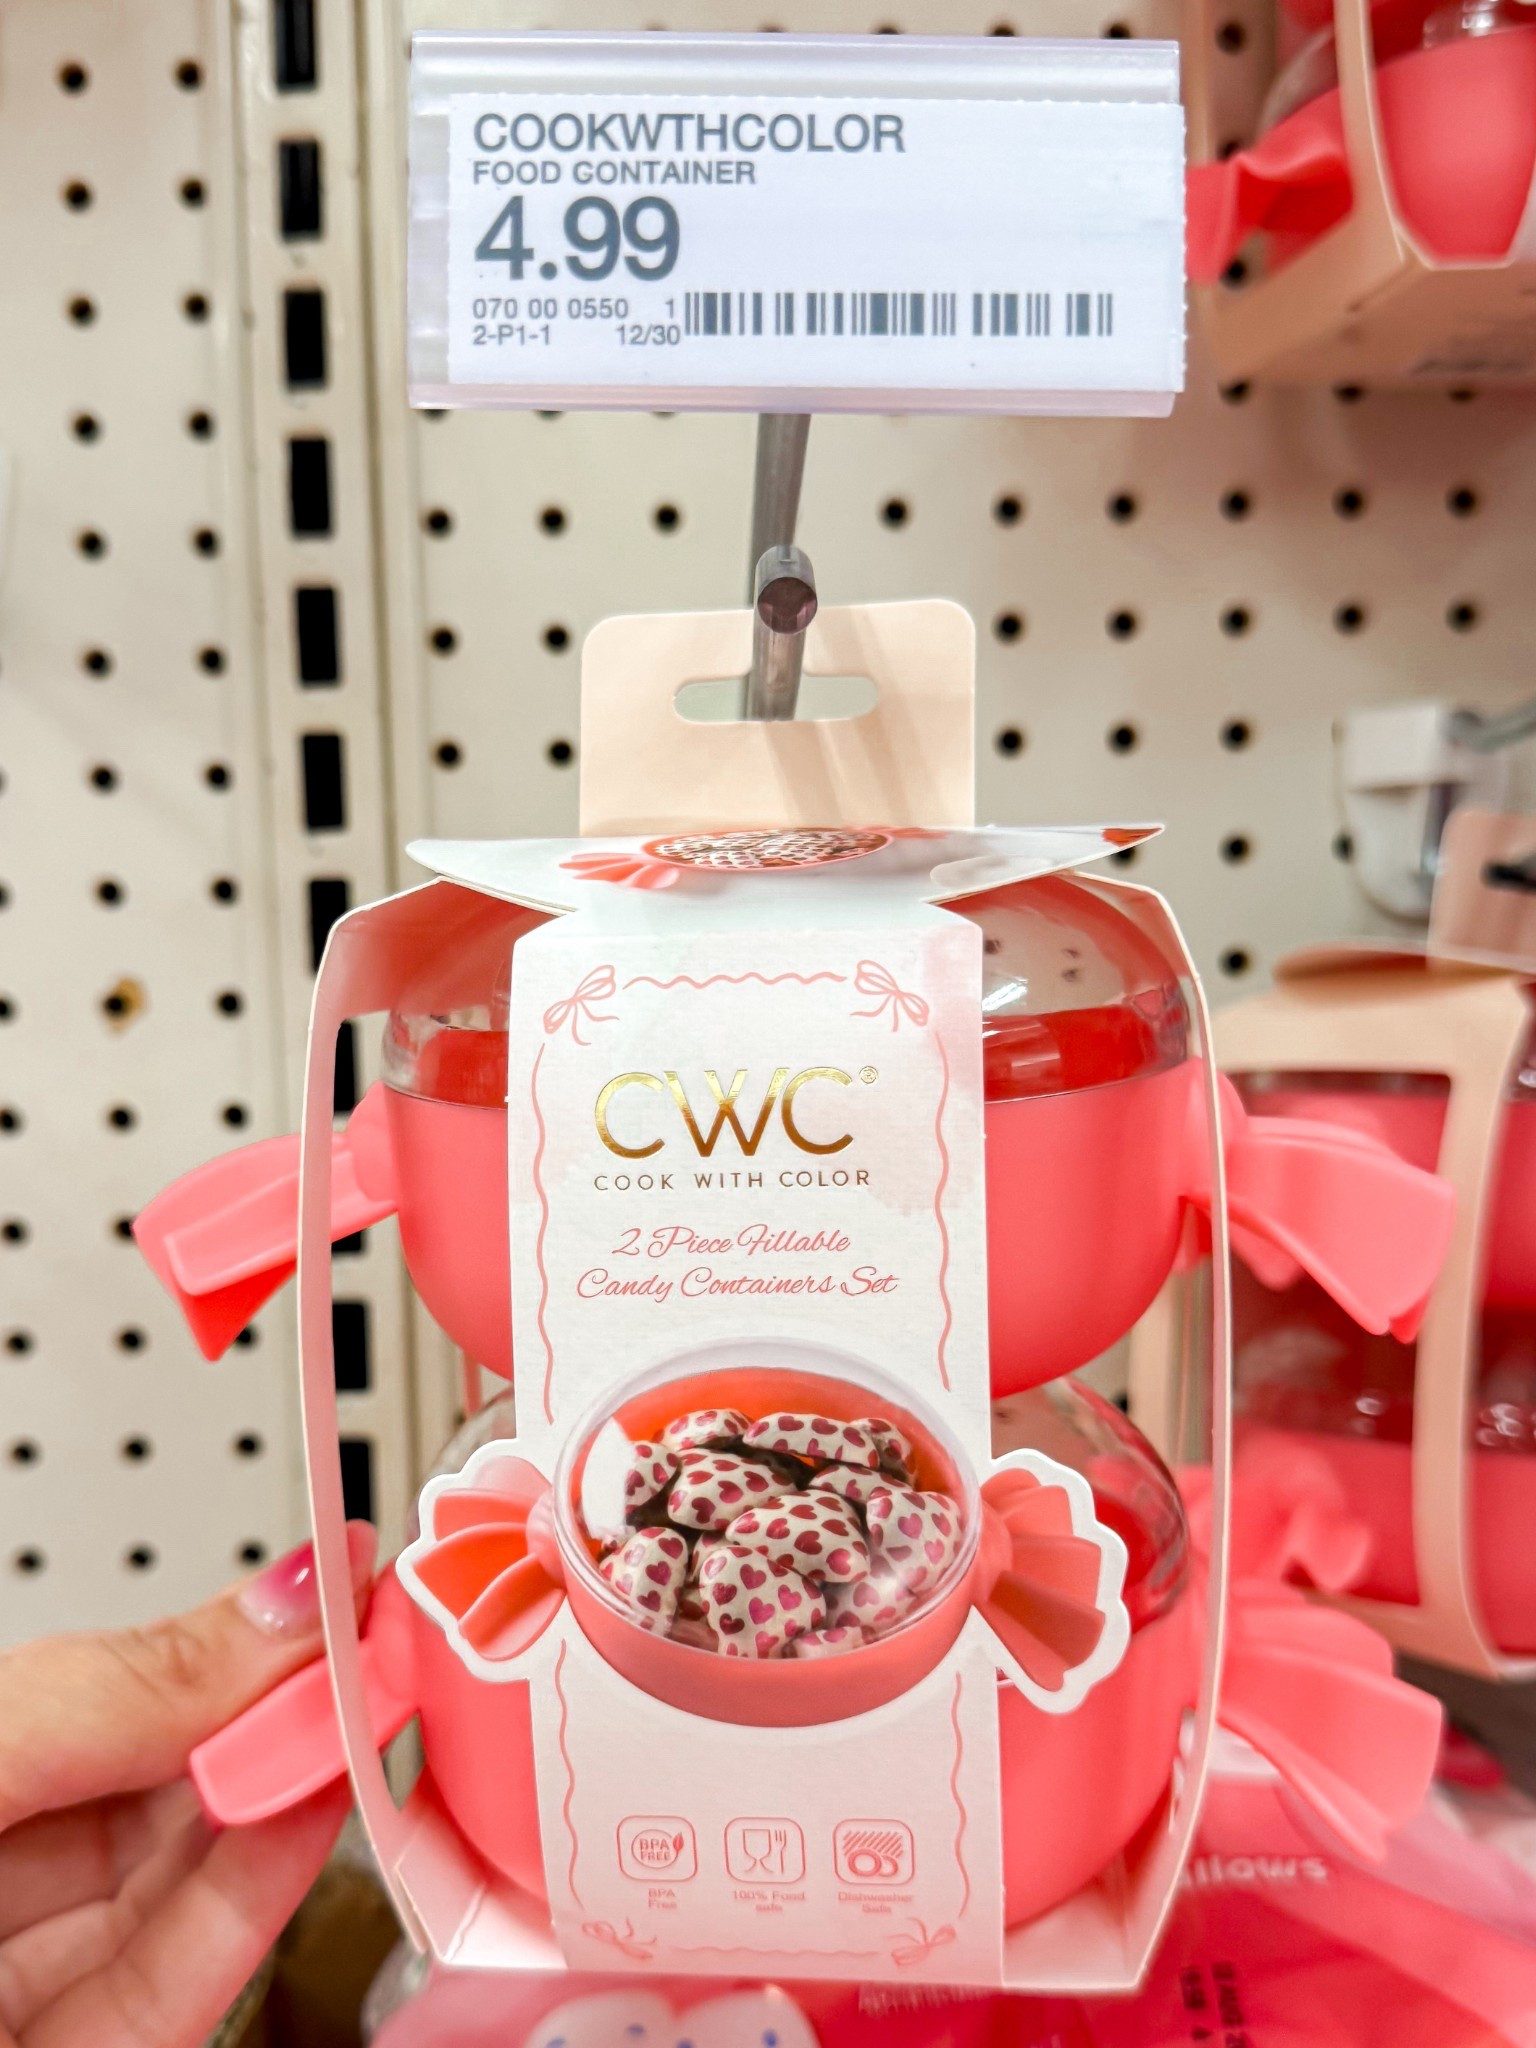 COOKWTHCOLOR
FOOD GONTAINER
4.99
070 00 0550 1
2-P1-1 12/30
CWC®
COOK WITH COLOR
2 Piece Fillable
Candy Containers Set
BPA FREE
BPA Free
100% Food safe
Dishwasher Safe